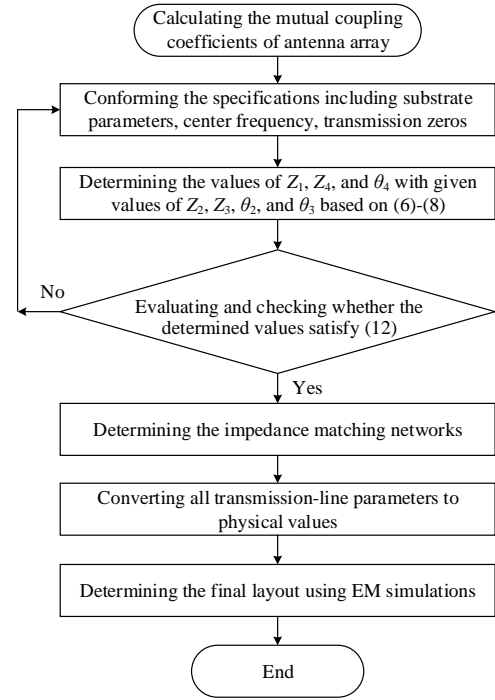 Calculating the mutual coupling
coefficients of antenna array
Conforming the specifications including substrate
parameters, center frequency, transmission zeros
Determining the values of Z1, Z4, and θ4 with given
values of Z2, Z3, θ2, and θ3 based on (6)-(8)
No
Evaluating and checking whether the
determined values satisfy (12)
Yes
Determining the impedance matching networks
Converting all transmission-line parameters to
physical values
Determining the final layout using EM simulations
End